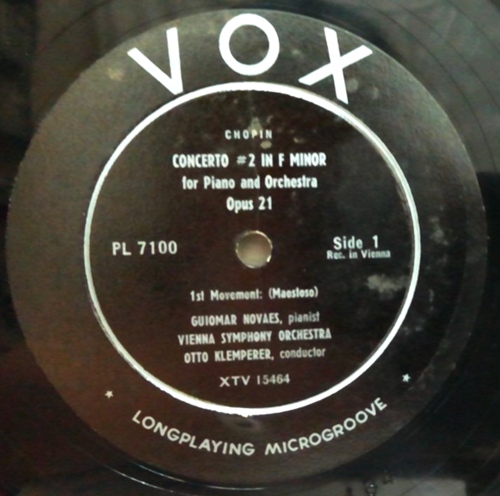 VOX
CHOPIN
CONCERTO #2 IN F MINOR
for Piano and Orchestra
Opus 21
PL 7100
Side 1
Rec. in Vienna
1st Movement: (Maestoso)
GUIOMAR NOVAES, pianist
VIENNA SYMPHONY ORCHESTRA
OTTO KLEMPERER, conductor
XTV 15464
* LONGPLAYING MICROGROOVE *